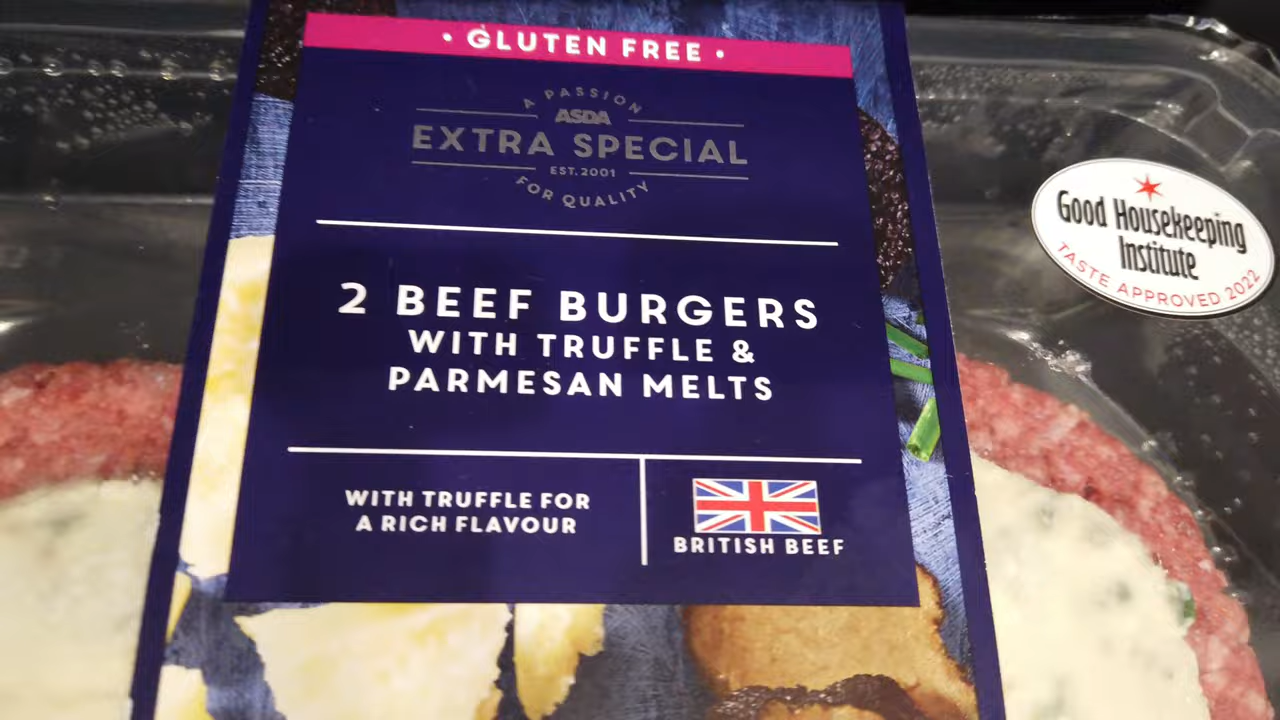 • GLUTEN FREE •
A PASSION
ASDA
EXTRA SPECIAL
EST. 2001
FOR QUALITY
2 BEEF BURGERS
WITH TRUFFLE &
PARMESAN MELTS
WITH TRUFFLE FOR
A RICH FLAVOUR
BRITISH BEEF
Good Housekeeping
Institute
TASTE APPROVED 2022